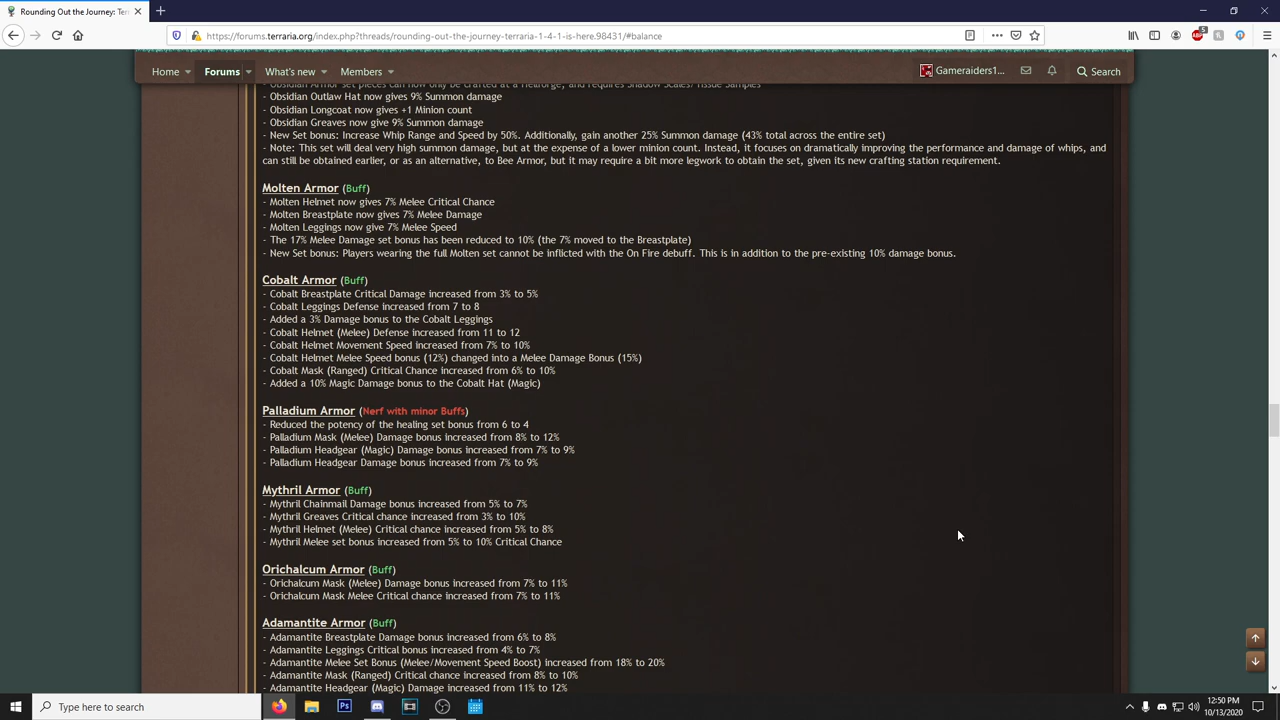 Rounding Out the Journey: Terr
https://forums.terraria.org/index.php?threads/rounding-out-the-journey-terraria-1-4-1-is-here.98431/#balance
Home Forums What's new Members Gameraiders1... Search
- Obsidian Armor set pieces can now only be crafted at a Hellforge, and requires Shadow Scales/Tissue Samples
- Obsidian Outlaw Hat now gives 9% Summon damage
- Obsidian Longcoat now gives +1 Minion count
- Obsidian Greaves now give 9% Summon damage
- New Set bonus: Increase Whip Range and Speed by 50%. Additionally, gain another 25% Summon damage (43% total across the entire set)
- Note: This set will deal very high summon damage, but at the expense of a lower minion count. Instead, it focuses on dramatically improving the performance and damage of whips, and
can still be obtained earlier, or as an alternative, to Bee Armor, but it may require a bit more legwork to obtain the set, given its new crafting station requirement.
Molten Armor (Buff)
- Molten Helmet now gives 7% Melee Critical Chance
- Molten Breastplate now gives 7% Melee Damage
- Molten Leggings now give 7% Melee Speed
- The 17% Melee Damage set bonus has been reduced to 10% (the 7% moved to the Breastplate)
- New Set bonus: Players wearing the full Molten set cannot be inflicted with the On Fire debuff. This is in addition to the pre-existing 10% damage bonus.
Cobalt Armor (Buff)
- Cobalt Breastplate Critical Damage increased from 3% to 5%
- Cobalt Leggings Defense increased from 7 to 8
- Added a 3% Damage bonus to the Cobalt Leggings
- Cobalt Helmet (Melee) Defense increased from 11 to 12
- Cobalt Helmet Movement Speed increased from 7% to 10%
- Cobalt Helmet Melee Speed bonus (12%) changed into a Melee Damage Bonus (15%)
- Cobalt Mask (Ranged) Critical Chance increased from 6% to 10%
- Added a 10% Magic Damage bonus to the Cobalt Hat (Magic)
Palladium Armor (Nerf with minor Buffs)
- Reduced the potency of the healing set bonus from 6 to 4
- Palladium Mask (Melee) Damage bonus increased from 8% to 12%
- Palladium Headgear (Magic) Damage bonus increased from 7% to 9%
- Palladium Headgear Damage bonus increased from 7% to 9%
Mythril Armor (Buff)
- Mythril Chainmail Damage bonus increased from 5% to 7%
- Mythril Greaves Critical chance increased from 3% to 10%
- Mythril Helmet (Melee) Critical chance increased from 5% to 8%
- Mythril Melee set bonus increased from 5% to 10% Critical Chance
Orichalcum Armor (Buff)
- Orichalcum Mask (Melee) Damage bonus increased from 7% to 11%
- Orichalcum Mask Melee Critical chance increased from 7% to 11%
Adamantite Armor (Buff)
- Adamantite Breastplate Damage bonus increased from 6% to 8%
- Adamantite Leggings Critical bonus increased from 4% to 7%
- Adamantite Melee Set Bonus (Melee/Movement Speed Boost) increased from 18% to 20%
- Adamantite Mask (Ranged) Critical chance increased from 8% to 10%
- Adamantite Headgear (Magic) Damage increased from 11% to 12%
Type here to search
Ps
12:50 PM
10/13/2020